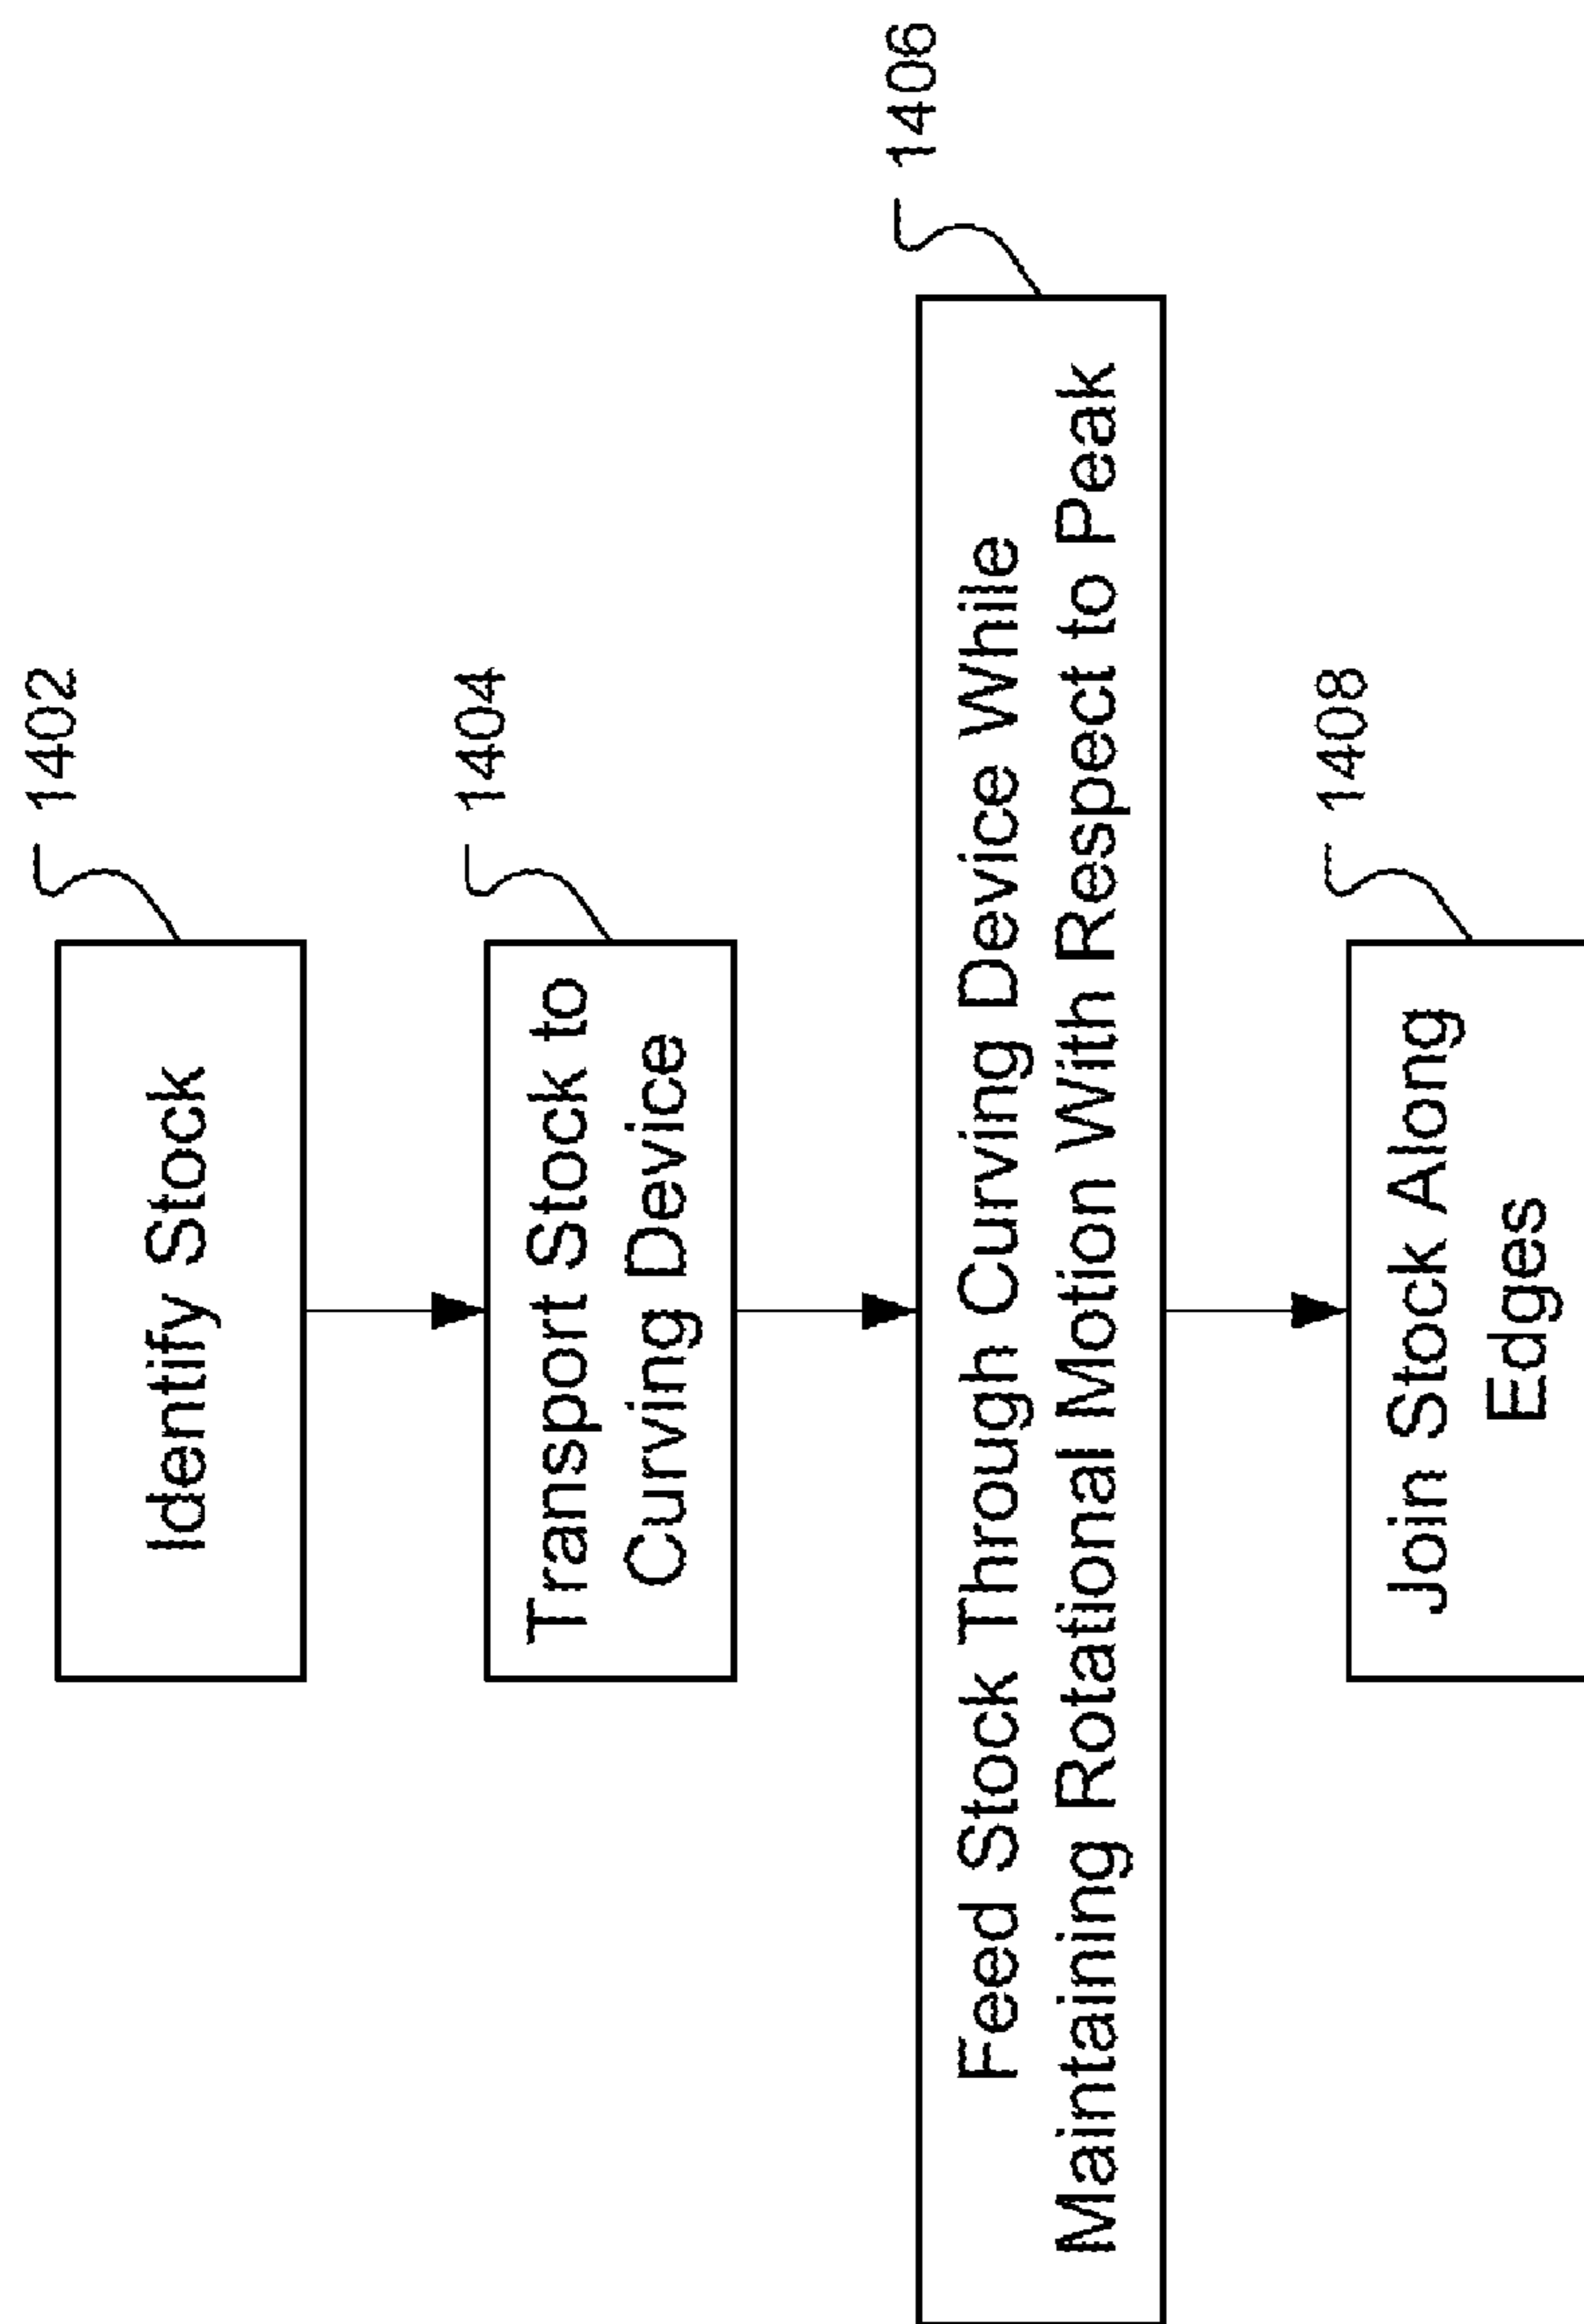 1402
Identify Stock
1404
Transport Stock to
Curving Device
1406
Feed Stock Through Curving Device While
Maintaining Rotational Motion With Respect to Peak
1408
Join Stock Along
Edges